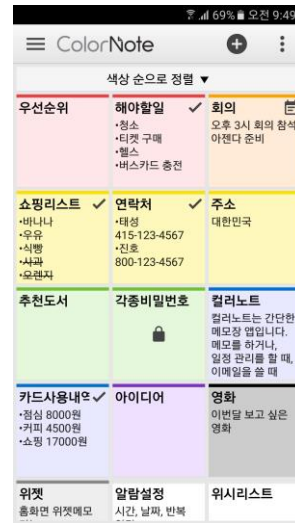 69% 오전 9:49
ColorNote
색상 순으로 정렬 ▼
우선순위
해야할일
•청소
•티켓 구매
•헬스
•버스카드 충전
회의
오후 3시 회의 참석
아젠다 준비
쇼핑리스트
•바나나
•우유
•식빵
•사과
•오렌지
연락처
•태성
415-123-4567
•진호
800-123-4567
주소
대한민국
추천도서
각종비밀번호
컬러노트
컬러노트는 간단한
메모장 앱입니다.
메모를 하거나,
일정 관리를 할 때,
이메일을 쓸 때
카드사용내역
•점심 8000원
•커피 4500원
•쇼핑 17000원
아이디어
영화
이번달 보고 싶은
영화
위젯
홈화면 위젯메모
알람설정
시간, 날짜, 반복
위시리스트